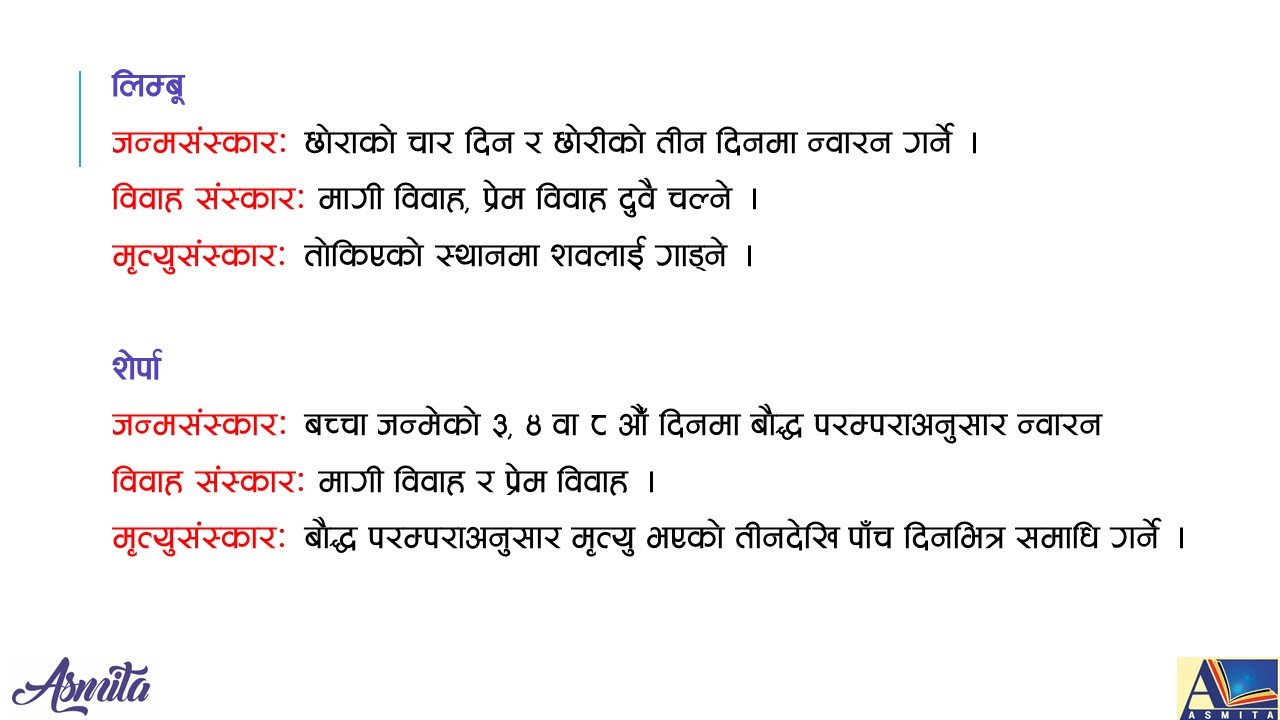 लिम्बू
जन्मसंस्कारः छोराको चार दिन र छोरीको तीन दिनमा न्वारन गर्ने ।
विवाह संस्कारः मागी विवाह, प्रेम विवाह दुवै चल्ने ।
मृत्युसंस्कारः तोकिएको स्थानमा शवलाई गाड्ने ।
शेर्पा
जन्मसंस्कारः बच्चा जन्मेको ३, ४ वा ८ औँ दिनमा बौद्ध परम्पराअनुसार न्वारन
विवाह संस्कारः मागी विवाह र प्रेम विवाह ।
मृत्युसंस्कारः बौद्ध परम्पराअनुसार मृत्यु भएको तीनदेखि पाँच दिनभित्र समाधि गर्ने ।
Asmita
ASMITA